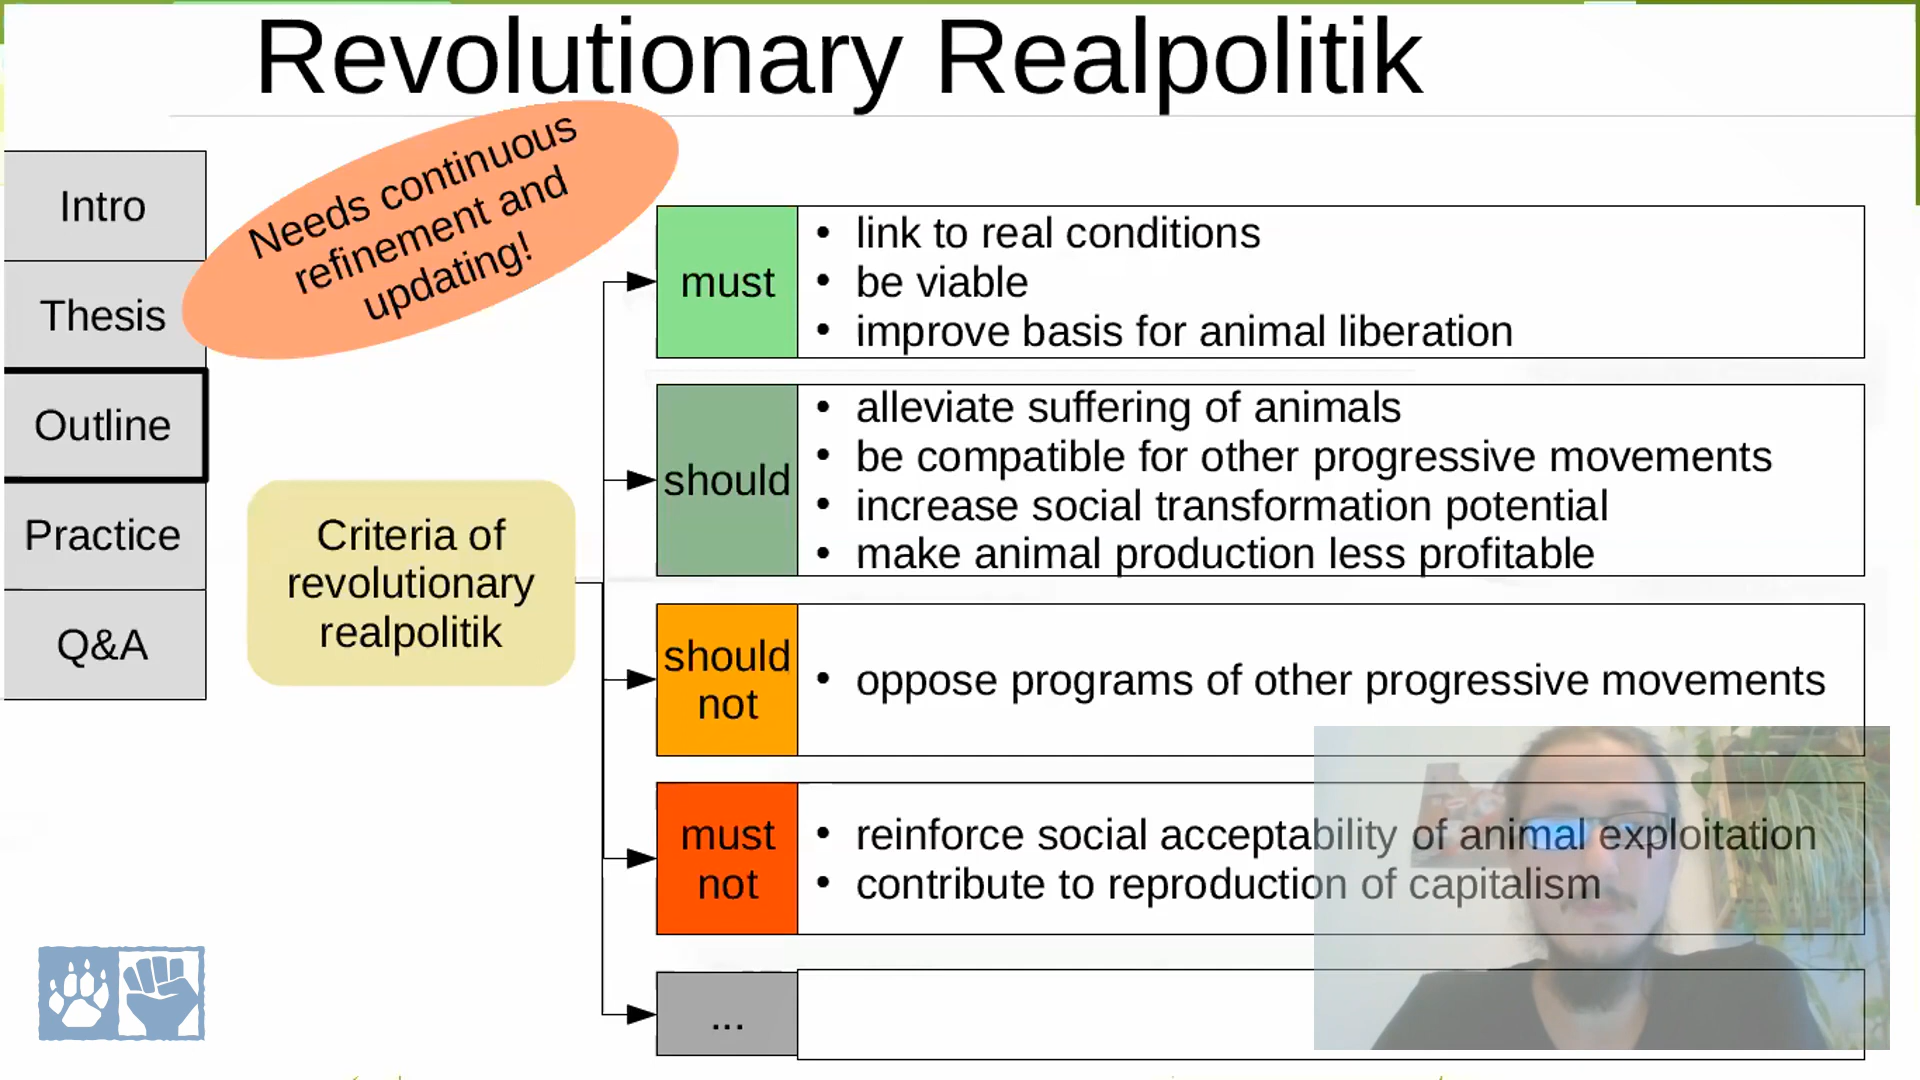 Revolutionary Realpolitik
Needs continuous
refinement and
updating!
Intro
Thesis
Outline
Practice
Q&A
Criteria of
revolutionary
realpolitik
must
• link to real conditions
• be viable
• improve basis for animal liberation
should
• alleviate suffering of animals
• be compatible for other progressive movements
• increase social transformation potential
• make animal production less profitable
should
not
• oppose programs of other progressive movements
must
not
• reinforce social acceptability of animal exploitation
• contribute to reproduction of capitalism
...